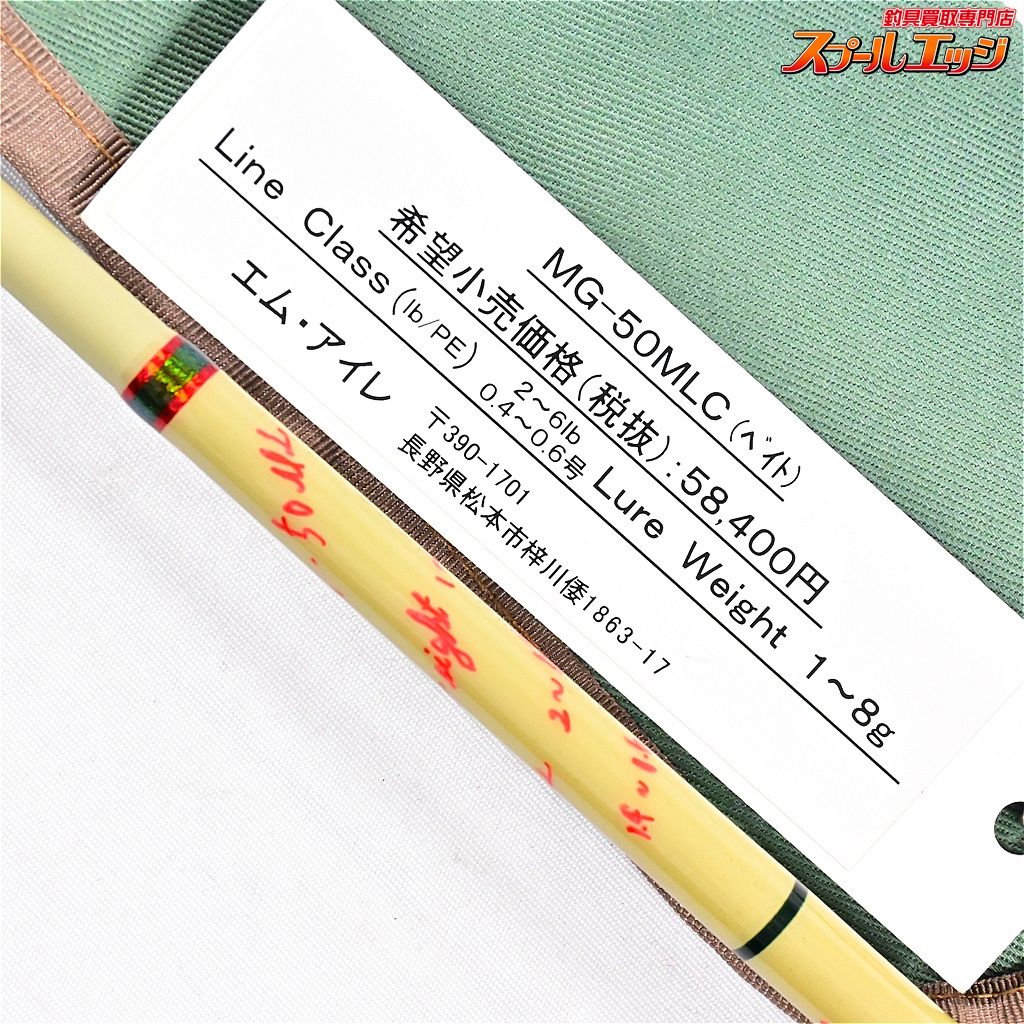 釣具買取専門店
スプールエッジ
MG-50MLC (ベイト)
希望小売価格(税抜):58,400円
Line Class (lb/PE) 2～6lb 0.4～0.6号 Lure Weight 1～8g
エム・アイレ 〒390-1701
長野県松本市梓川倭1863-17
50ML